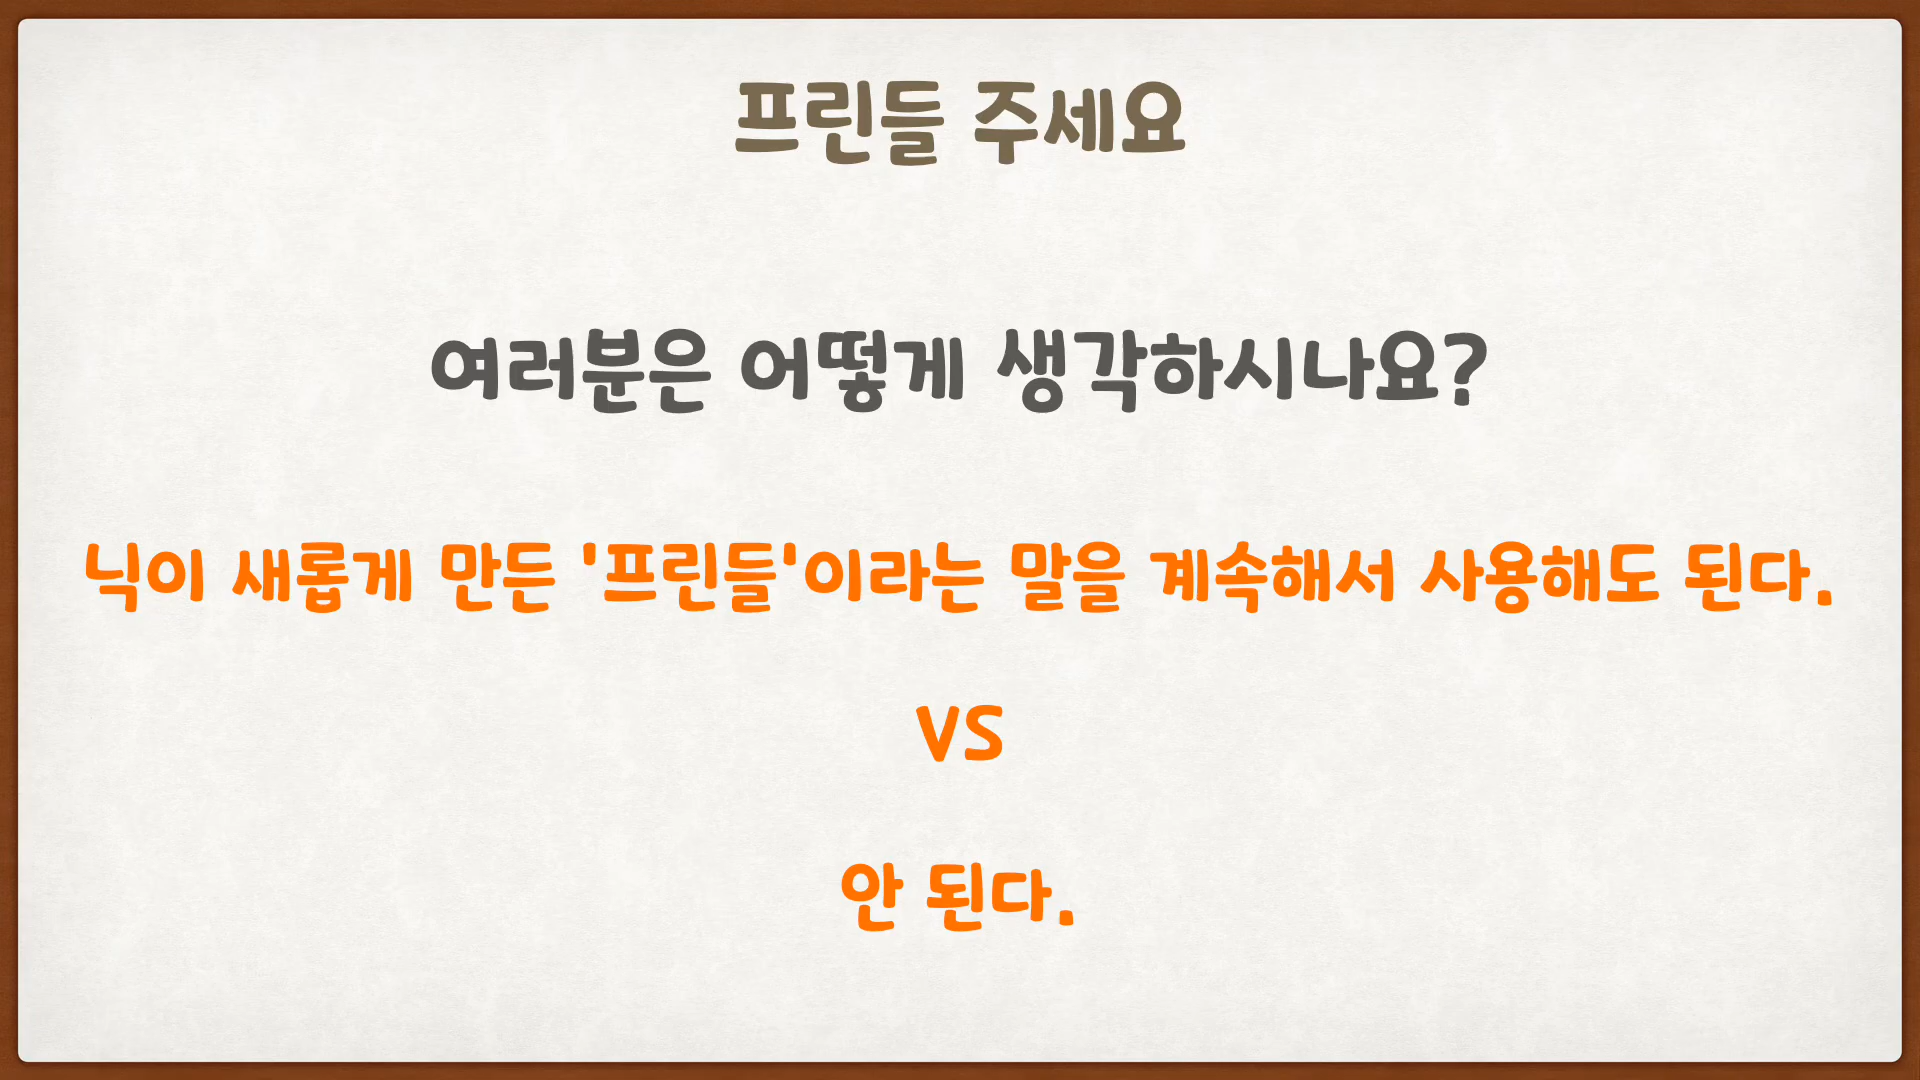 프린들 주세요
여러분은 어떻게 생각하시나요?
닉이 새롭게 만든 '프린들'이라는 말을 계속해서 사용해도 된다.
VS
안 된다.